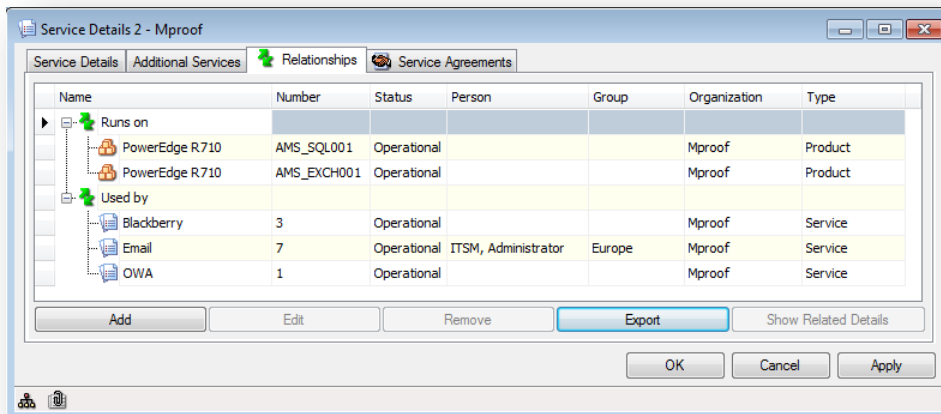 Service Details 2 - Mproof
Service Details Additional Services Relationships Service Agreements
Name Number Status Person Group Organization Type
Runs on
PowerEdge R710 AMS_SQL001 Operational Mproof Product
PowerEdge R710 AMS_EXCH001 Operational Mproof Product
Used by
Blackberry 3 Operational Mproof Service
Email 7 Operational ITSM, Administrator Europe Mproof Service
OWA 1 Operational Mproof Service
Add Edit Remove Export Show Related Details
OK Cancel Apply